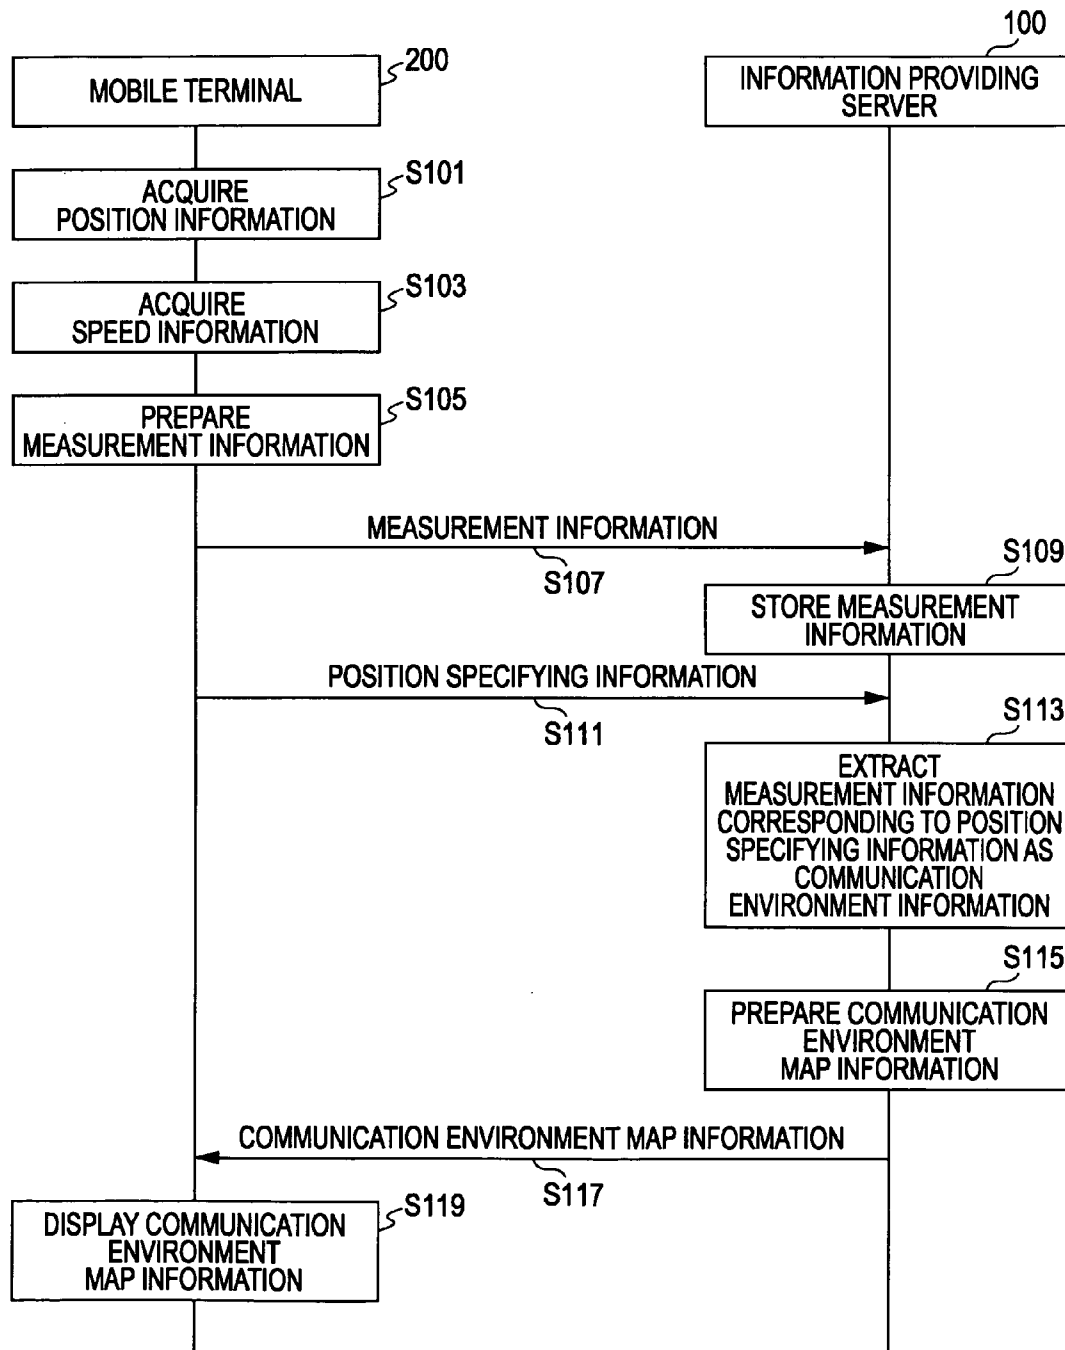 200
MOBILE TERMINAL
100
INFORMATION PROVIDING
SERVER
S101
ACQUIRE
POSITION INFORMATION
S103
ACQUIRE
SPEED INFORMATION
S105
PREPARE
MEASUREMENT INFORMATION
MEASUREMENT INFORMATION
S107
S109
STORE MEASUREMENT
INFORMATION
POSITION SPECIFYING INFORMATION
S111
S113
EXTRACT
MEASUREMENT INFORMATION
CORRESPONDING TO POSITION
SPECIFYING INFORMATION AS
COMMUNICATION
ENVIRONMENT INFORMATION
S115
PREPARE COMMUNICATION
ENVIRONMENT
MAP INFORMATION
COMMUNICATION ENVIRONMENT MAP INFORMATION
S117
S119
DISPLAY COMMUNICATION
ENVIRONMENT
MAP INFORMATION